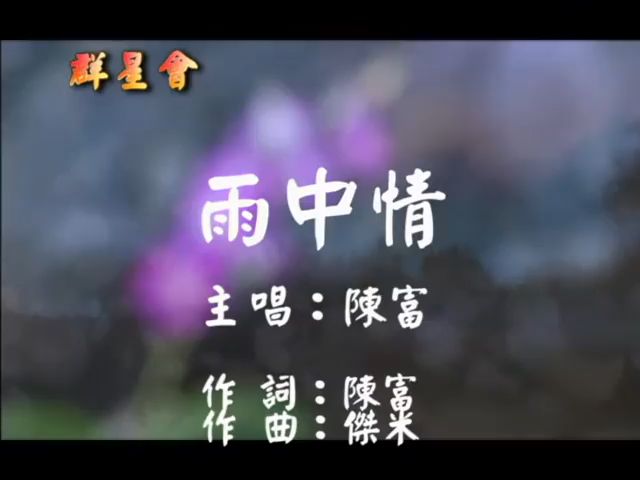 群星會
雨中情
主唱：陳富
作詞：陳富
作曲：傑米